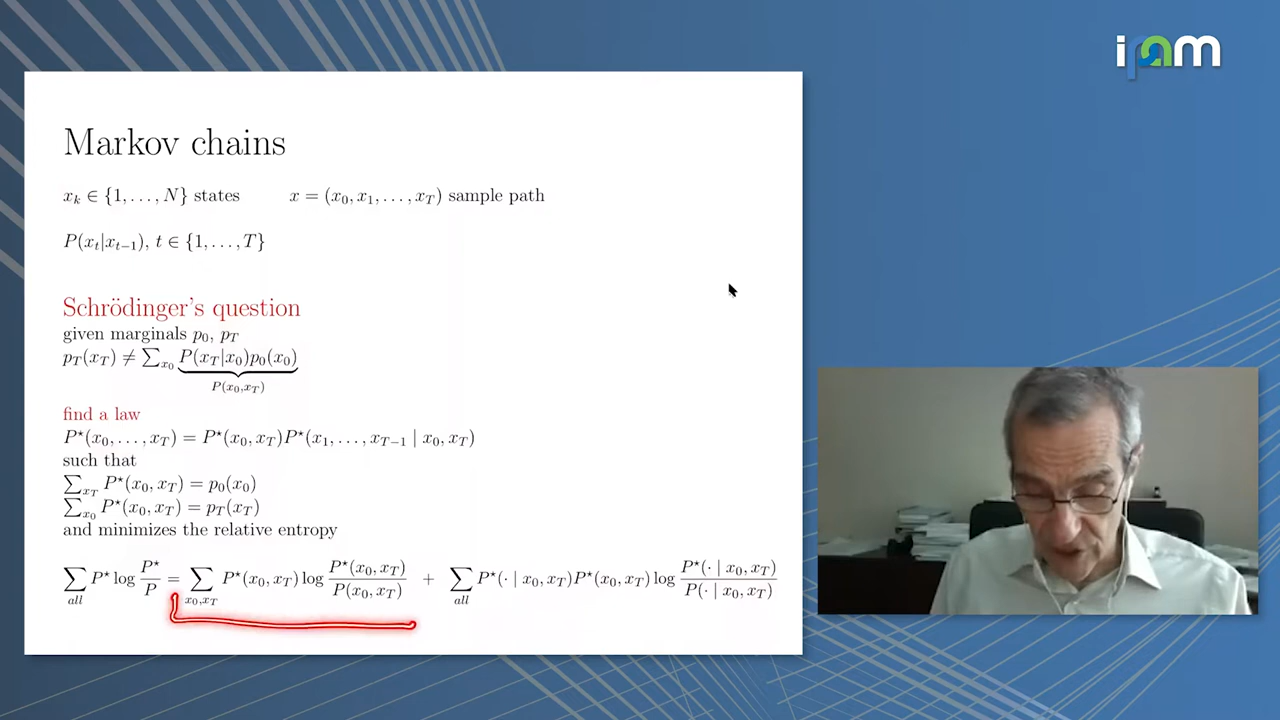 ipam
Markov chains
x_k ∈ {1, . . . , N} states x = (x_0, x_1, . . . , x_T) sample path
P(x_t|x_{t−1}), t ∈ {1, . . . , T}
Schrödinger's question
given marginals p_0, p_T
p_T(x_T) ≠ ∑_{x_0} P(x_T|x_0)p_0(x_0)
P(x_0,x_T)
find a law
P⋆(x_0, . . . , x_T) = P⋆(x_0, x_T)P⋆(x_1, . . . , x_{T−1} | x_0, x_T)
such that
∑_{x_T} P⋆(x_0, x_T) = p_0(x_0)
∑_{x_0} P⋆(x_0, x_T) = p_T(x_T)
and minimizes the relative entropy
∑_{all} P⋆ log P⋆/P = ∑_{x_0,x_T} P⋆(x_0, x_T) log P⋆(x_0, x_T)/P(x_0, x_T) + ∑_{all} P⋆(· | x_0, x_T)P⋆(x_0, x_T) log P⋆(· | x_0, x_T)/P(· | x_0, x_T)